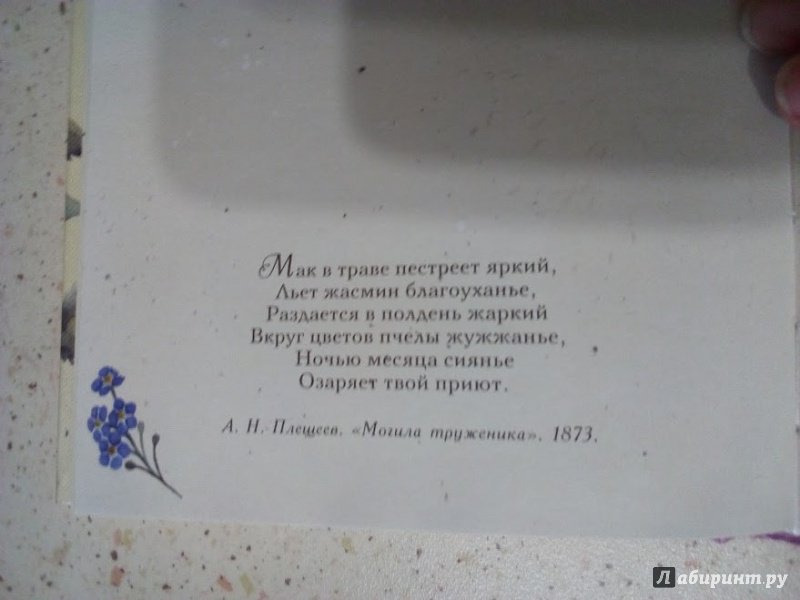 Мак в траве пестреет яркий,
Льет жасмин благоуханье,
Раздается в полдень жаркий
Вкруг цветов пчелы жужжанье,
Ночью месяца сиянье
Озаряет твой приют.
А. Н. Плещеев. «Могила труженика». 1873.
Лабиринт.ру